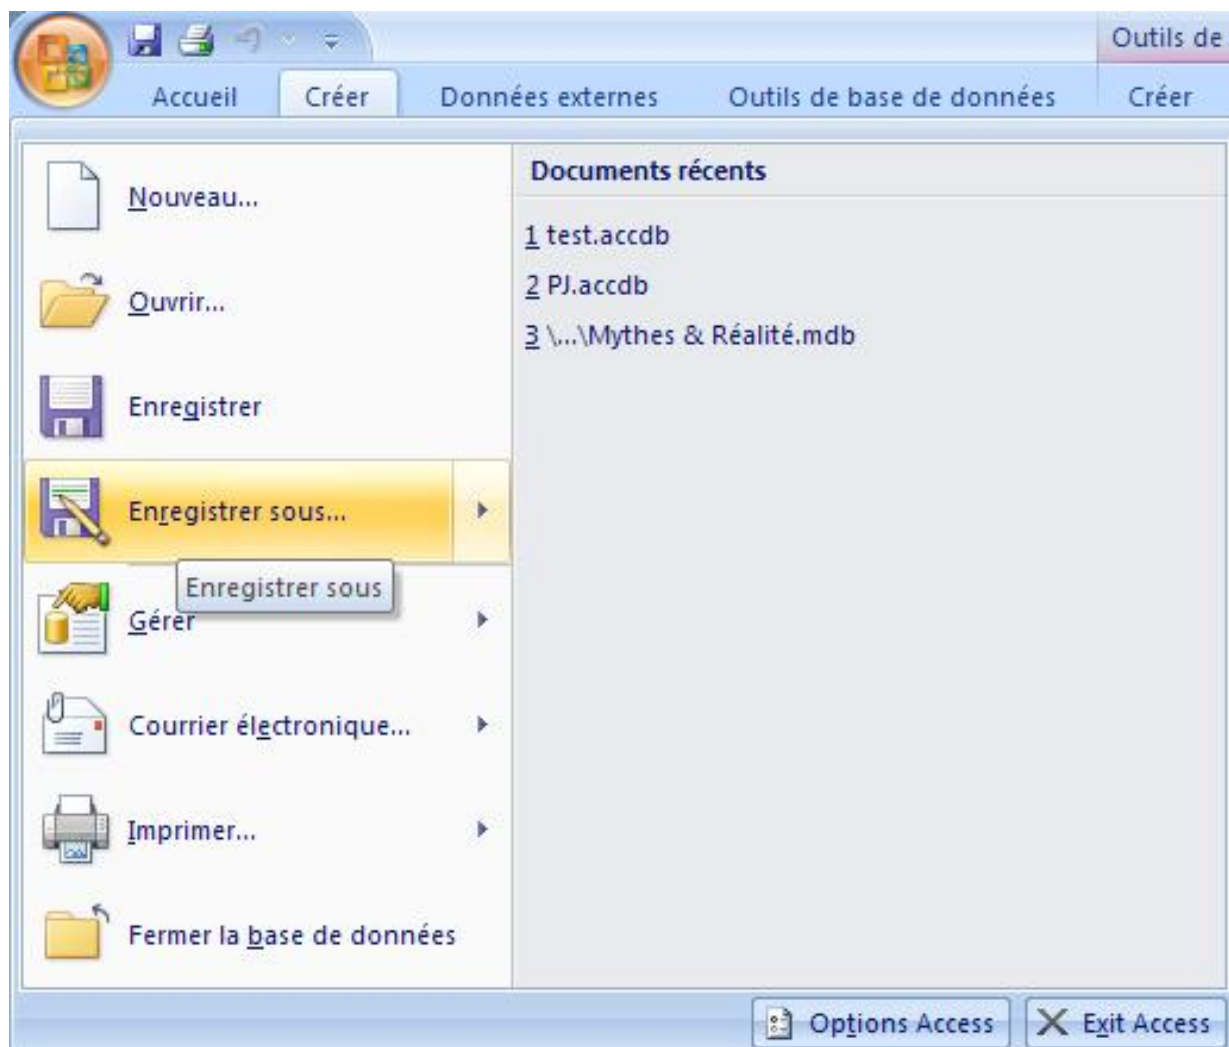 Outils de
Accueil Créer Données externes Outils de base de données Créer
Nouveau...
Ouvrir...
Enregistrer
Enregistrer sous...
Enregistrer sous
Gérer
Courrier électronique...
Imprimer...
Fermer la base de données
Documents récents
1 test.accdb
2 PJ.accdb
3 \...\Mythes & Réalité.mdb
Options Access Exit Access